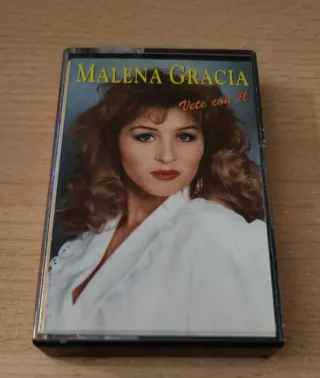 MALENA GRACIA
Vete con él